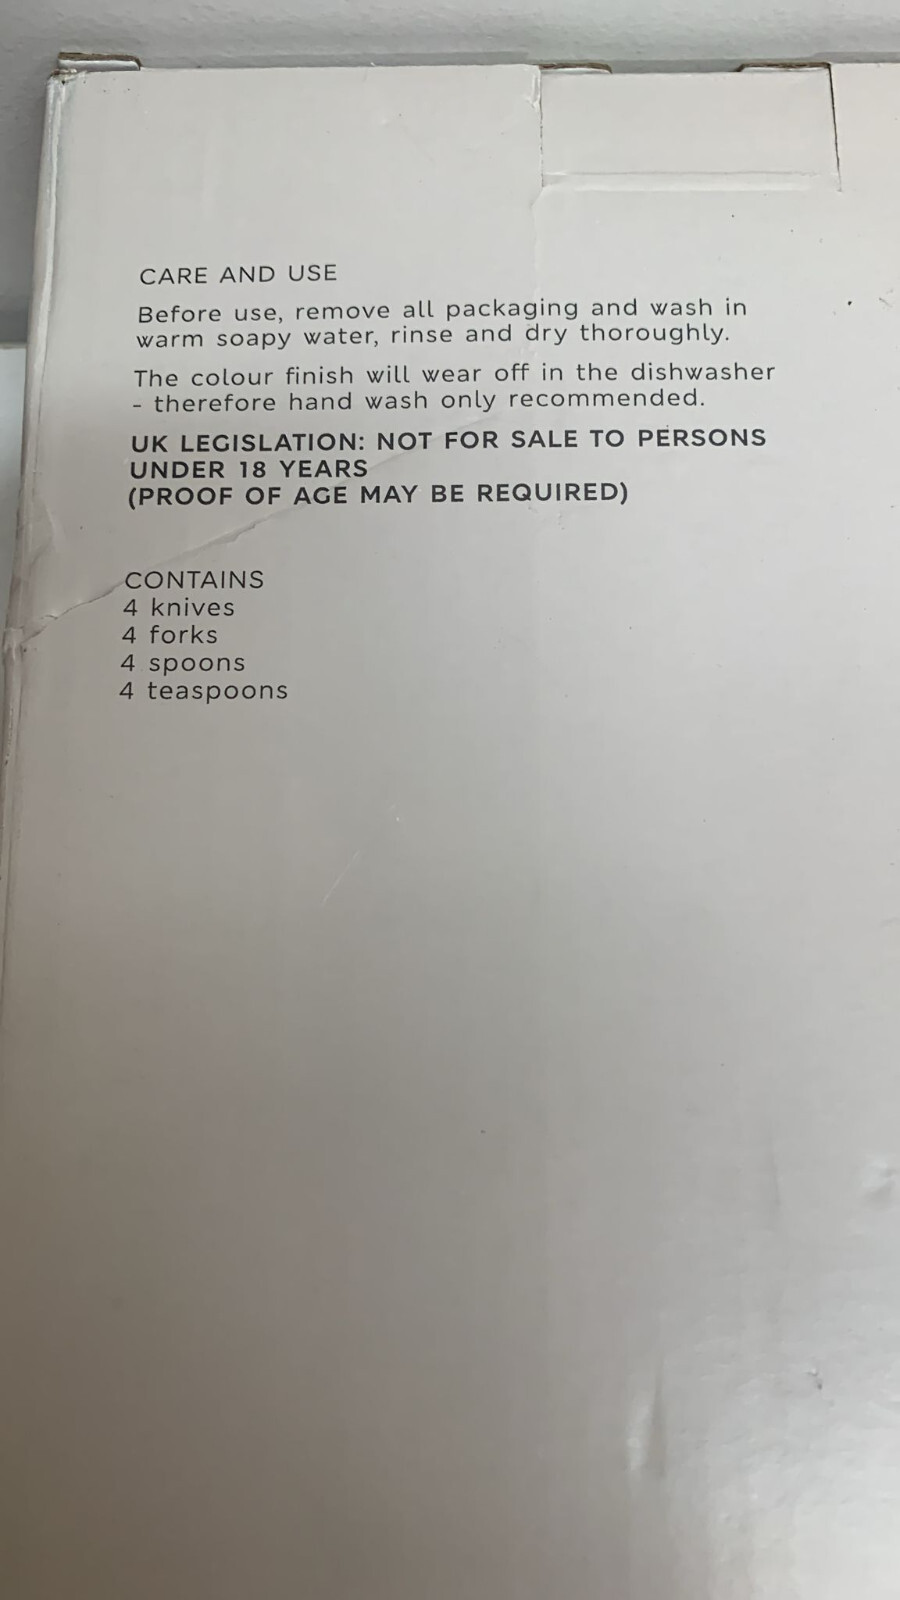 CARE AND USE
Before use, remove all packaging and wash in
warm soapy water, rinse and dry thoroughly.
The colour finish will wear off in the dishwasher
- therefore hand wash only recommended.
UK LEGISLATION: NOT FOR SALE TO PERSONS
UNDER 18 YEARS
(PROOF OF AGE MAY BE REQUIRED)
CONTAINS
4 knives
4 forks
4 spoons
4 teaspoons